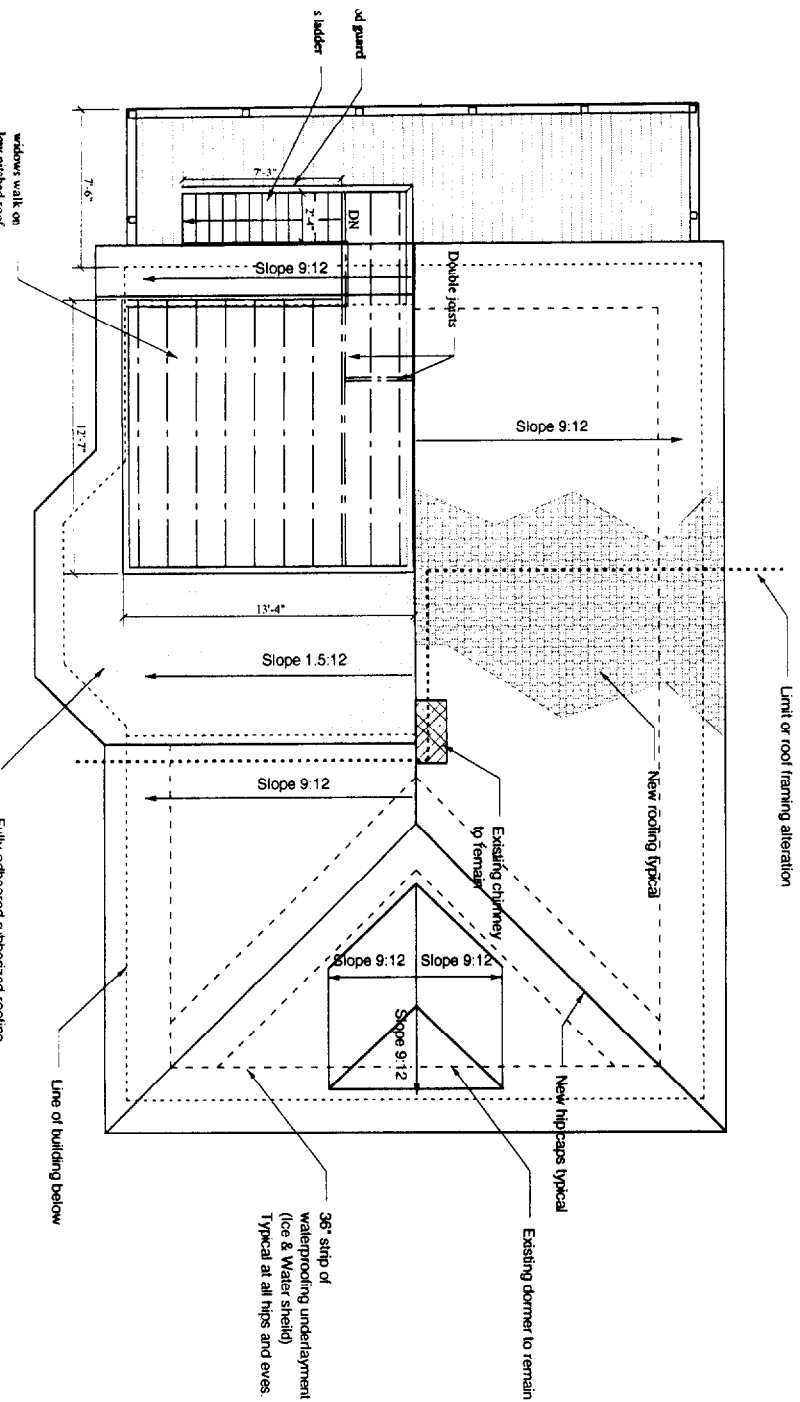 Limit or roof framing alteration
New roofing typical
Existing chimney
to remain
New hip caps typical
Existing dormer to remain
36" strip of
waterproofing underlayment
(Ice & Water sheild)
Typical at all hips and eves.
Line of building below
Double joists
DN
2'-4"
7'-3"
7'-6"
12'-7"
13'-4"
Slope 9:12
Slope 9:12
Slope 1.5:12
Slope 9:12
Slope 9:12
Slope 9:12
Slope 9:12
guard
s ladder
widows walk on